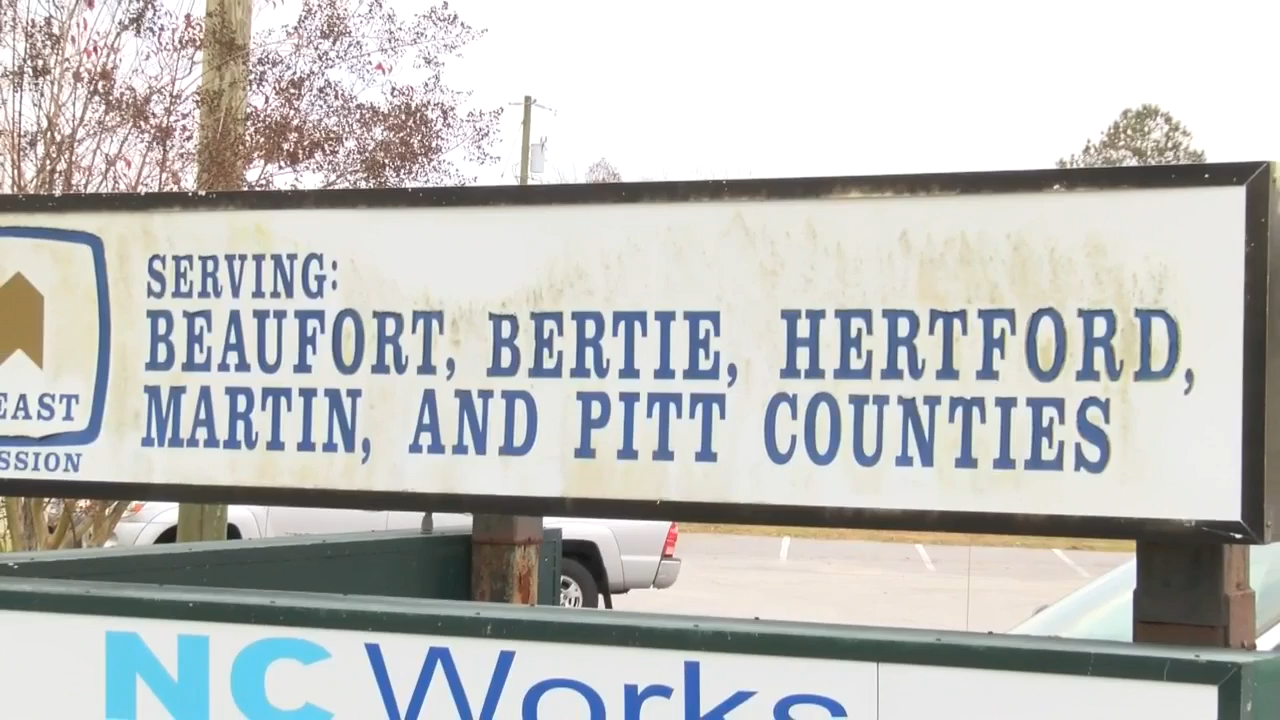 SERVING:
BEAUFORT, BERTIE, HERTFORD,
MARTIN, AND PITT COUNTIES
EAST
SSION
NC Works